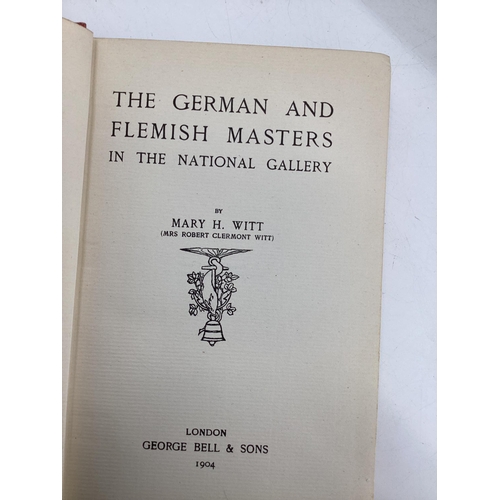 THE GERMAN AND
FLEMISH MASTERS
IN THE NATIONAL GALLERY
BY
MARY H. WITT
(MRS ROBERT CLERMONT WITT)
LONDON
GEORGE BELL & SONS
1904